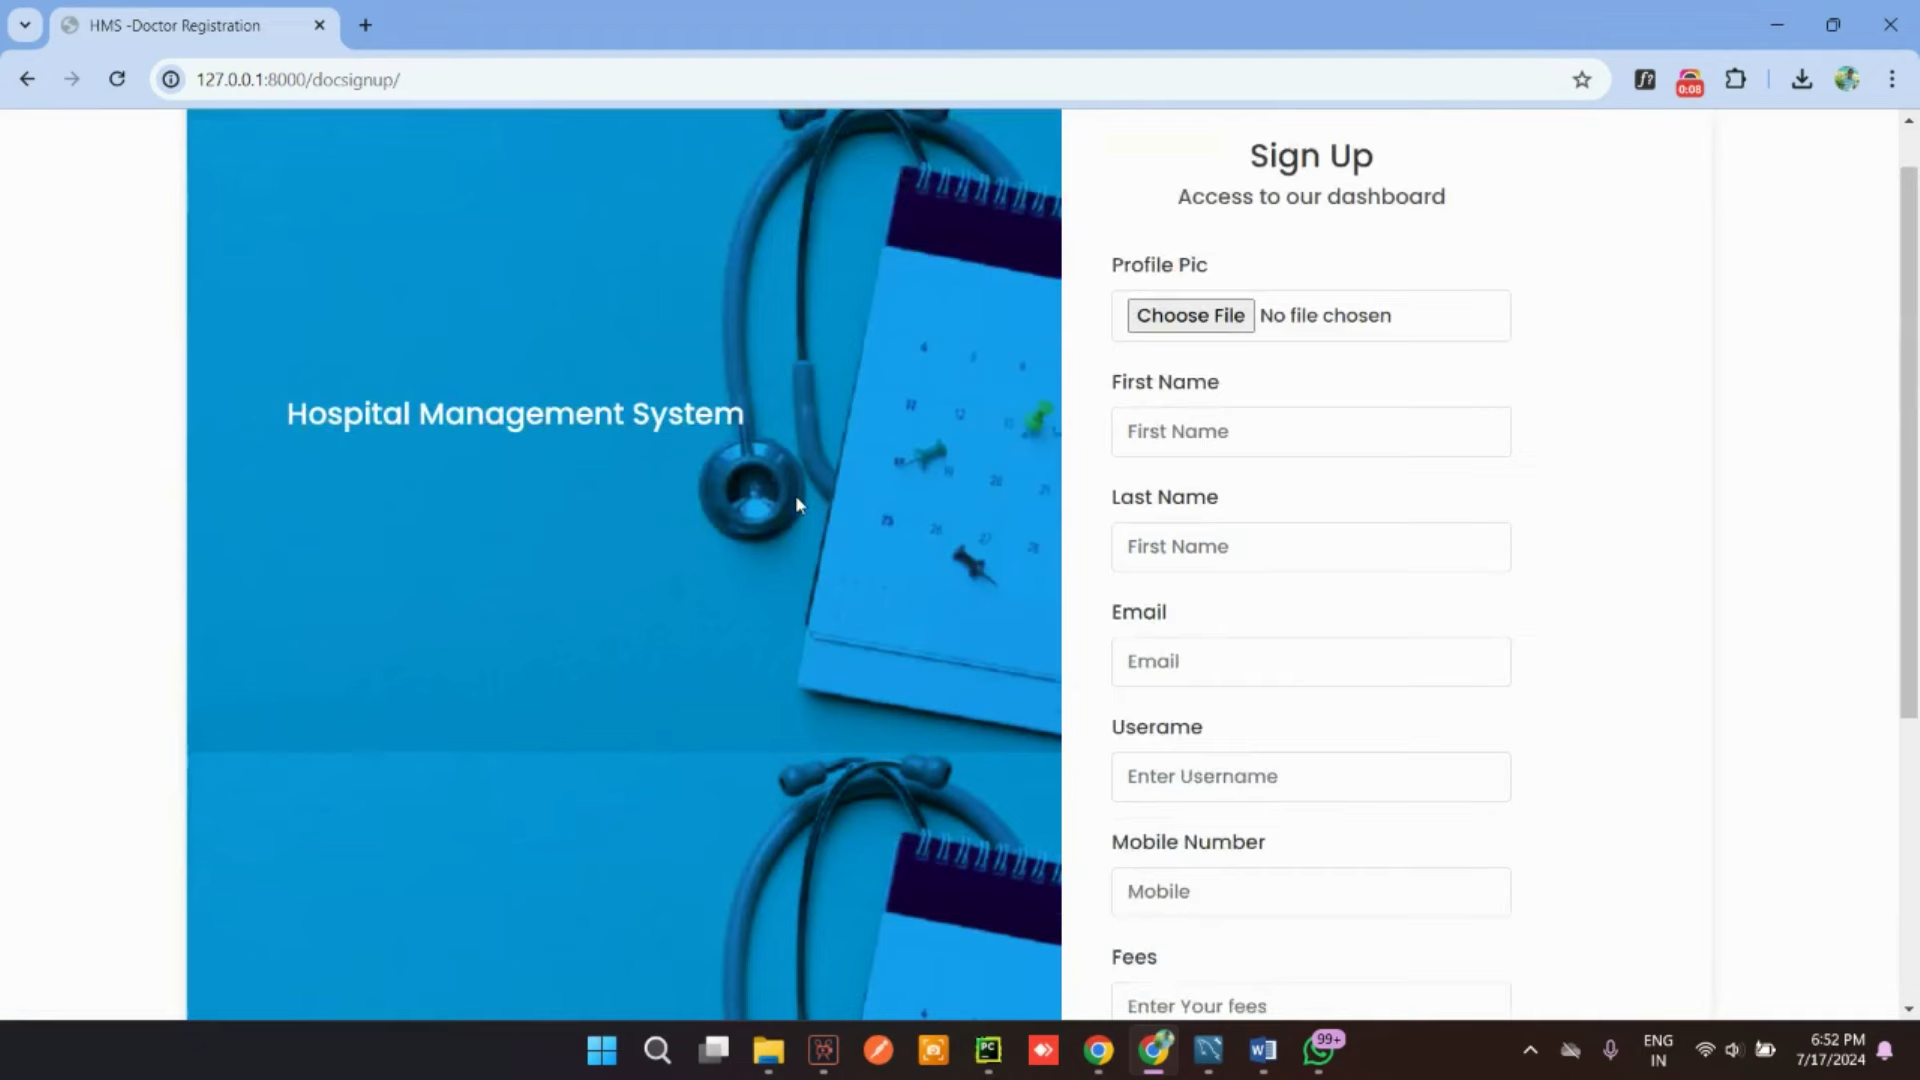 HMS -Doctor Registration
127.0.0.1:8000/docsignup/
0:08
Sign Up
Access to our dashboard
Profile Pic
Choose File No file chosen
First Name
First Name
Hospital Management System
Last Name
First Name
Email
Email
Userame
Enter Username
Mobile Number
Mobile
Fees
Enter Your fees
99+
PC
W
ENG
IN
6:52 PM
7/17/2024